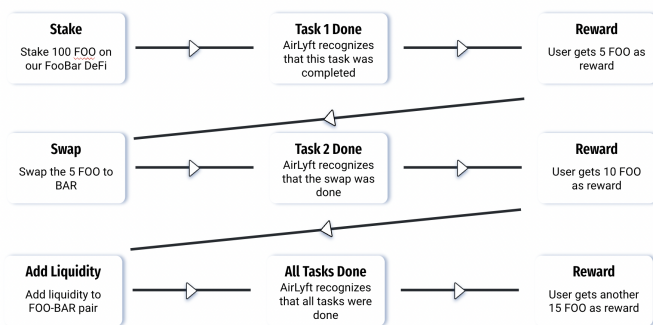 Stake
Stake 100 FOO on
our FooBar DeFi
Task 1 Done
AirLyft recognizes
that this task was
completed
Reward
User gets 5 FOO as
reward
Swap
Swap the 5 FOO to
BAR
Task 2 Done
AirLyft recognizes
that the swap was
done
Reward
User gets 10 FOO
as reward
Add Liquidity
Add liquidity to
FOO-BAR pair
All Tasks Done
AirLyft recognizes
that all tasks were
done
Reward
User gets another
15 FOO as reward